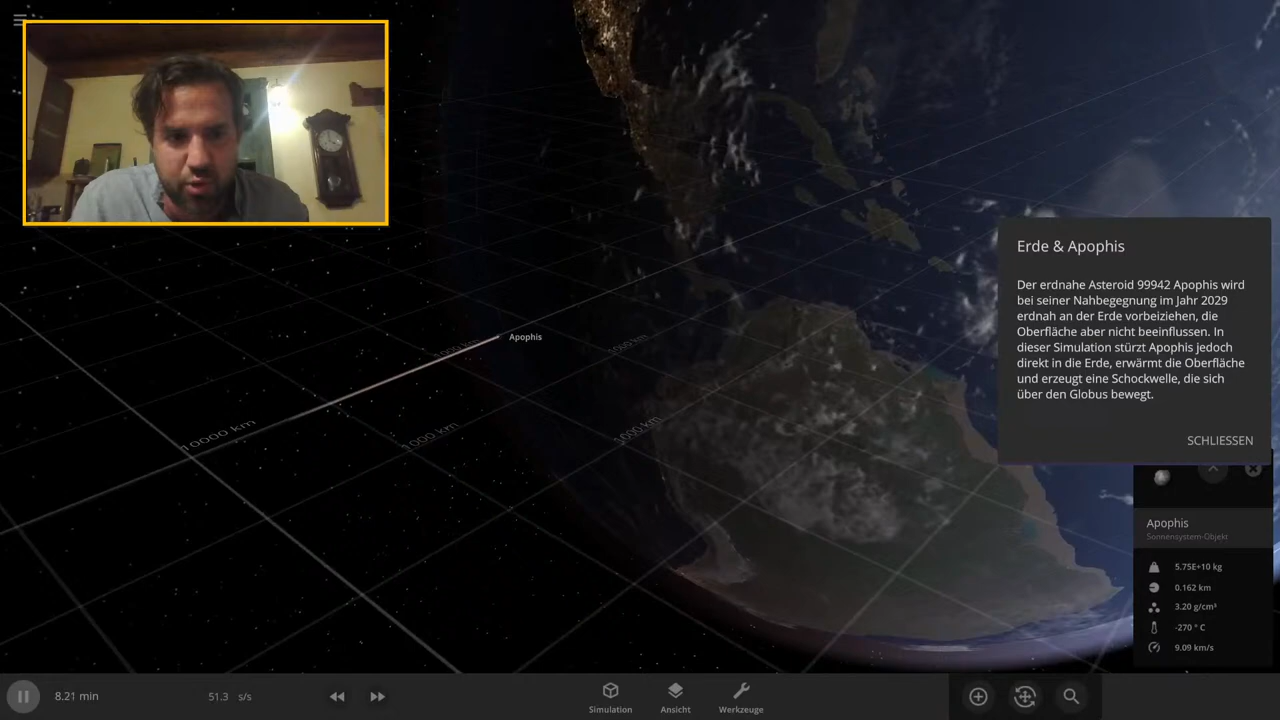 Erde & Apophis
Der erdnahe Asteroid 99942 Apophis wird
bei seiner Nahbegegnung im Jahr 2029
erdnah an der Erde vorbeiziehen, die
Oberfläche aber nicht beeinflussen. In
dieser Simulation stürzt Apophis jedoch
direkt in die Erde, erwärmt die Oberfläche
und erzeugt eine Schockwelle, die sich
über den Globus bewegt.
SCHLIESSEN
Apophis
1000 km
1000 km
10000 km
1000 km
1000 km
Apophis
Sonnensystem-Objekt
5.75E+10 kg
0.162 km
3.20 g/cm³
-270 ° C
9.09 km/s
8.21 min
51.3 s/s
Simulation
Ansicht
Werkzeuge